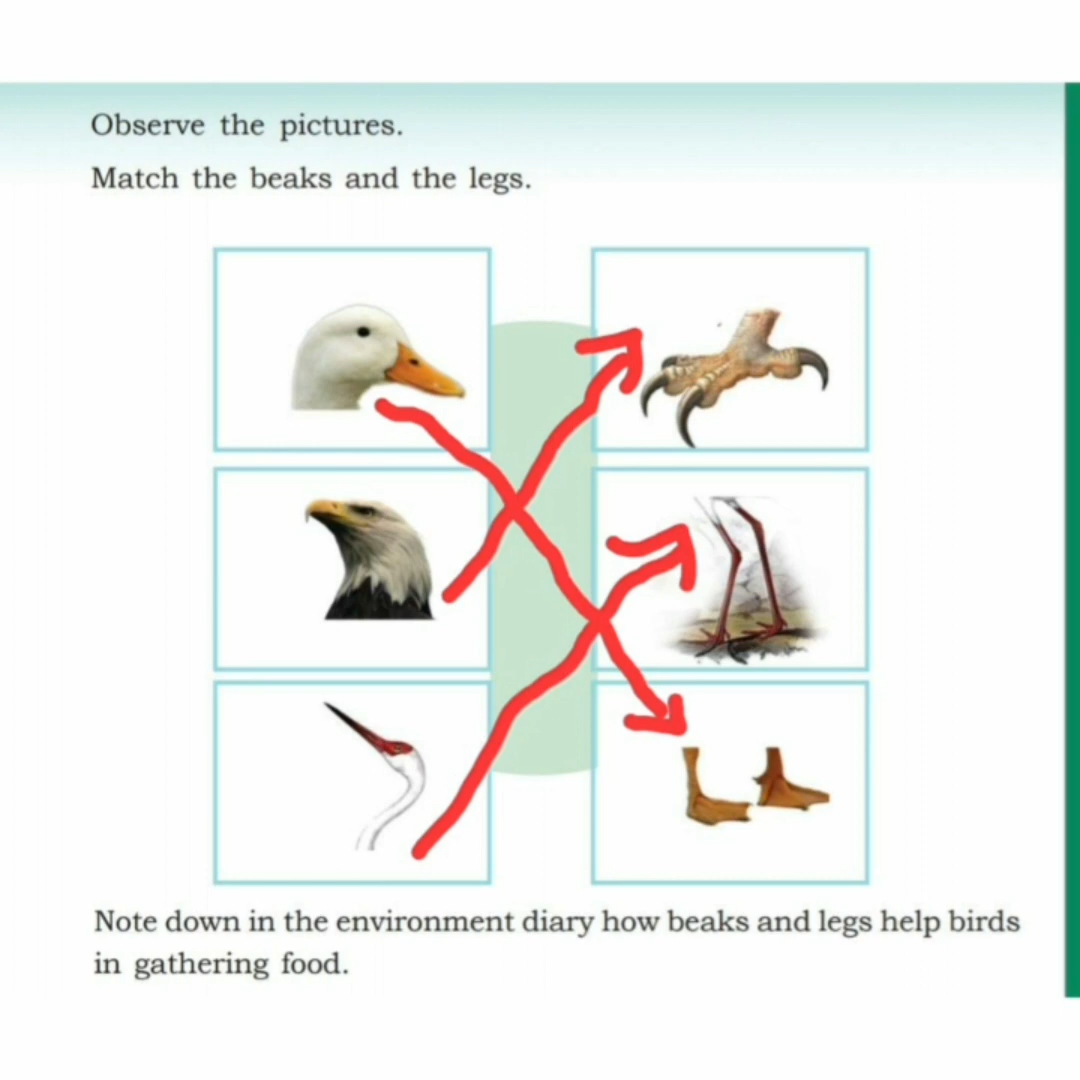 Observe the pictures.
Match the beaks and the legs.
Note down in the environment diary how beaks and legs help birds
in gathering food.